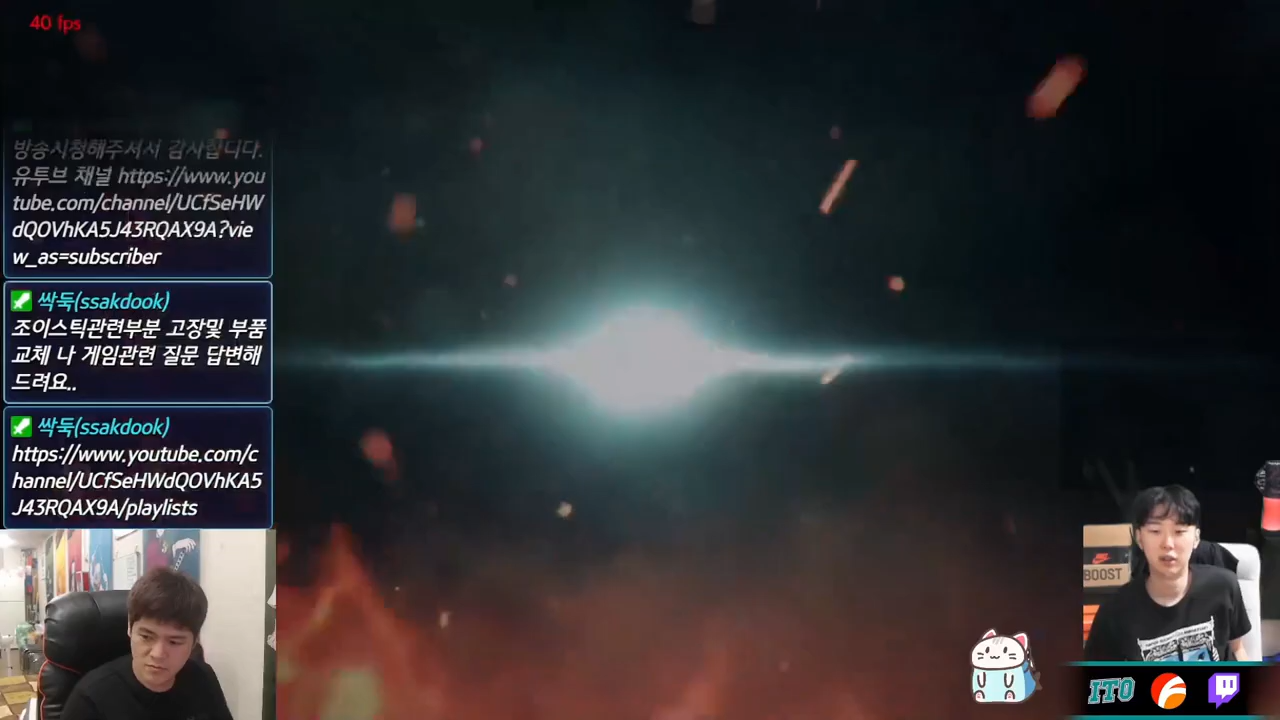 40 fps
방송시청해주셔서 감사합니다.
유투브 채널 https://www.you
tube.com/channel/UCfSeHW
dQOVhKA5J43RQAX9A?vie
w_as=subscriber
싹둑(ssakdook)
조이스틱관련부분 고장및 부품
교체 나 게임관련 질문 답변해
드려요..
싹둑(ssakdook)
https://www.youtube.com/c
hannel/UCfSeHWdQOVhKA5
J43RQAX9A/playlists
BOOST
ITO